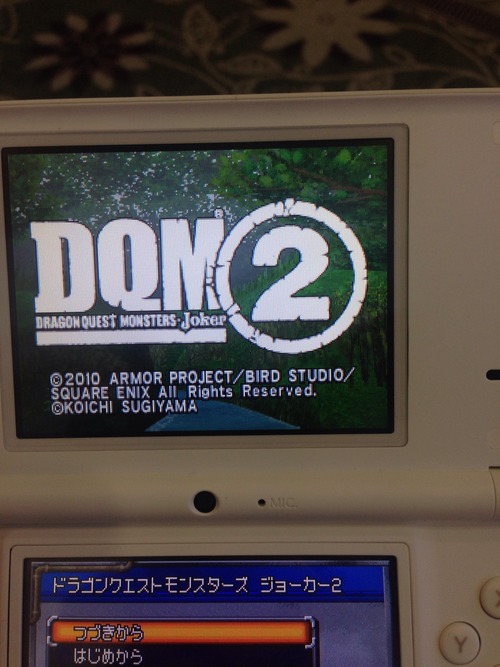 DQM® 2
DRAGON QUEST MONSTERS·Joker
©2010 ARMOR PROJECT/BIRD STUDIO/
SQUARE ENIX All Rights Reserved.
©KOICHI SUGIYAMA
MIC.
ドラゴンクエストモンスターズ ジョーカー2
つづきから
はじめから
X
Y